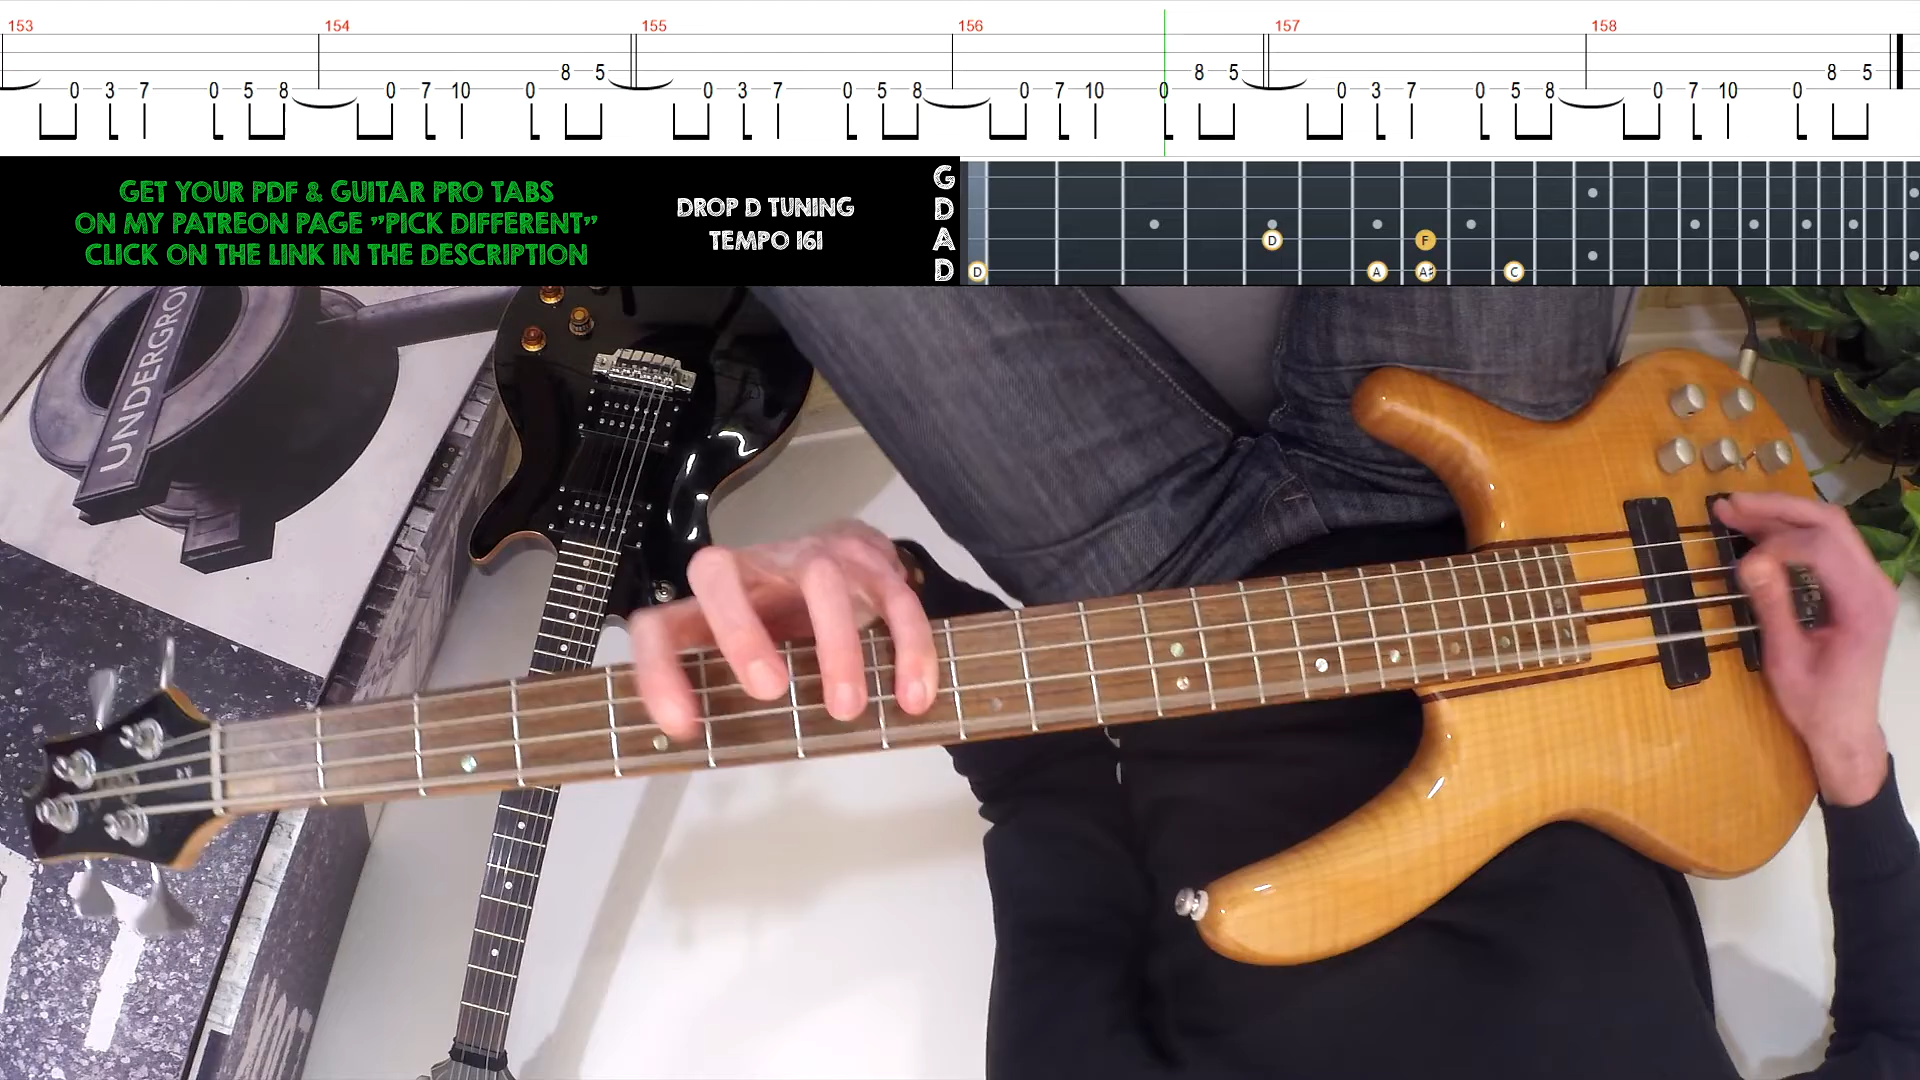 153 154 155 156 157 158
8 5 8 5 8 5
0 3 7 0 5 8 0 7 10 0 0 3 7 0 5 8 0 7 10 0 0 3 7 0 5 8 0 7 10 0
GET YOUR PDF & GUITAR PRO TABS
ON MY PATREON PAGE "PICK DIFFERENT"
CLICK ON THE LINK IN THE DESCRIPTION
DROP D TUNING
TEMPO 161
G
D
A D F
D D A A♯ C
UNDERGRO